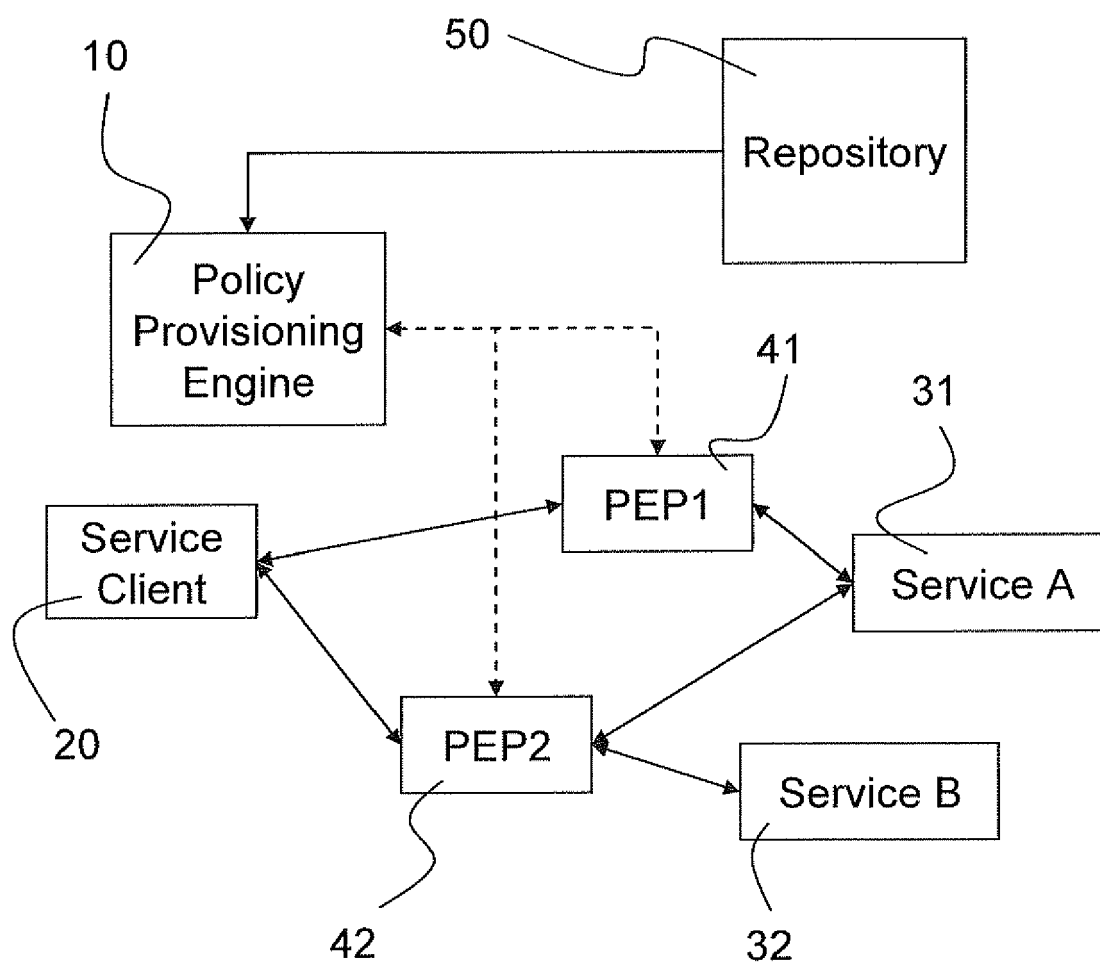 50
10
Repository
Policy
Provisioning
Engine
41
31
PEP1
Service
Client
Service A
20
PEP2
Service B
42
32